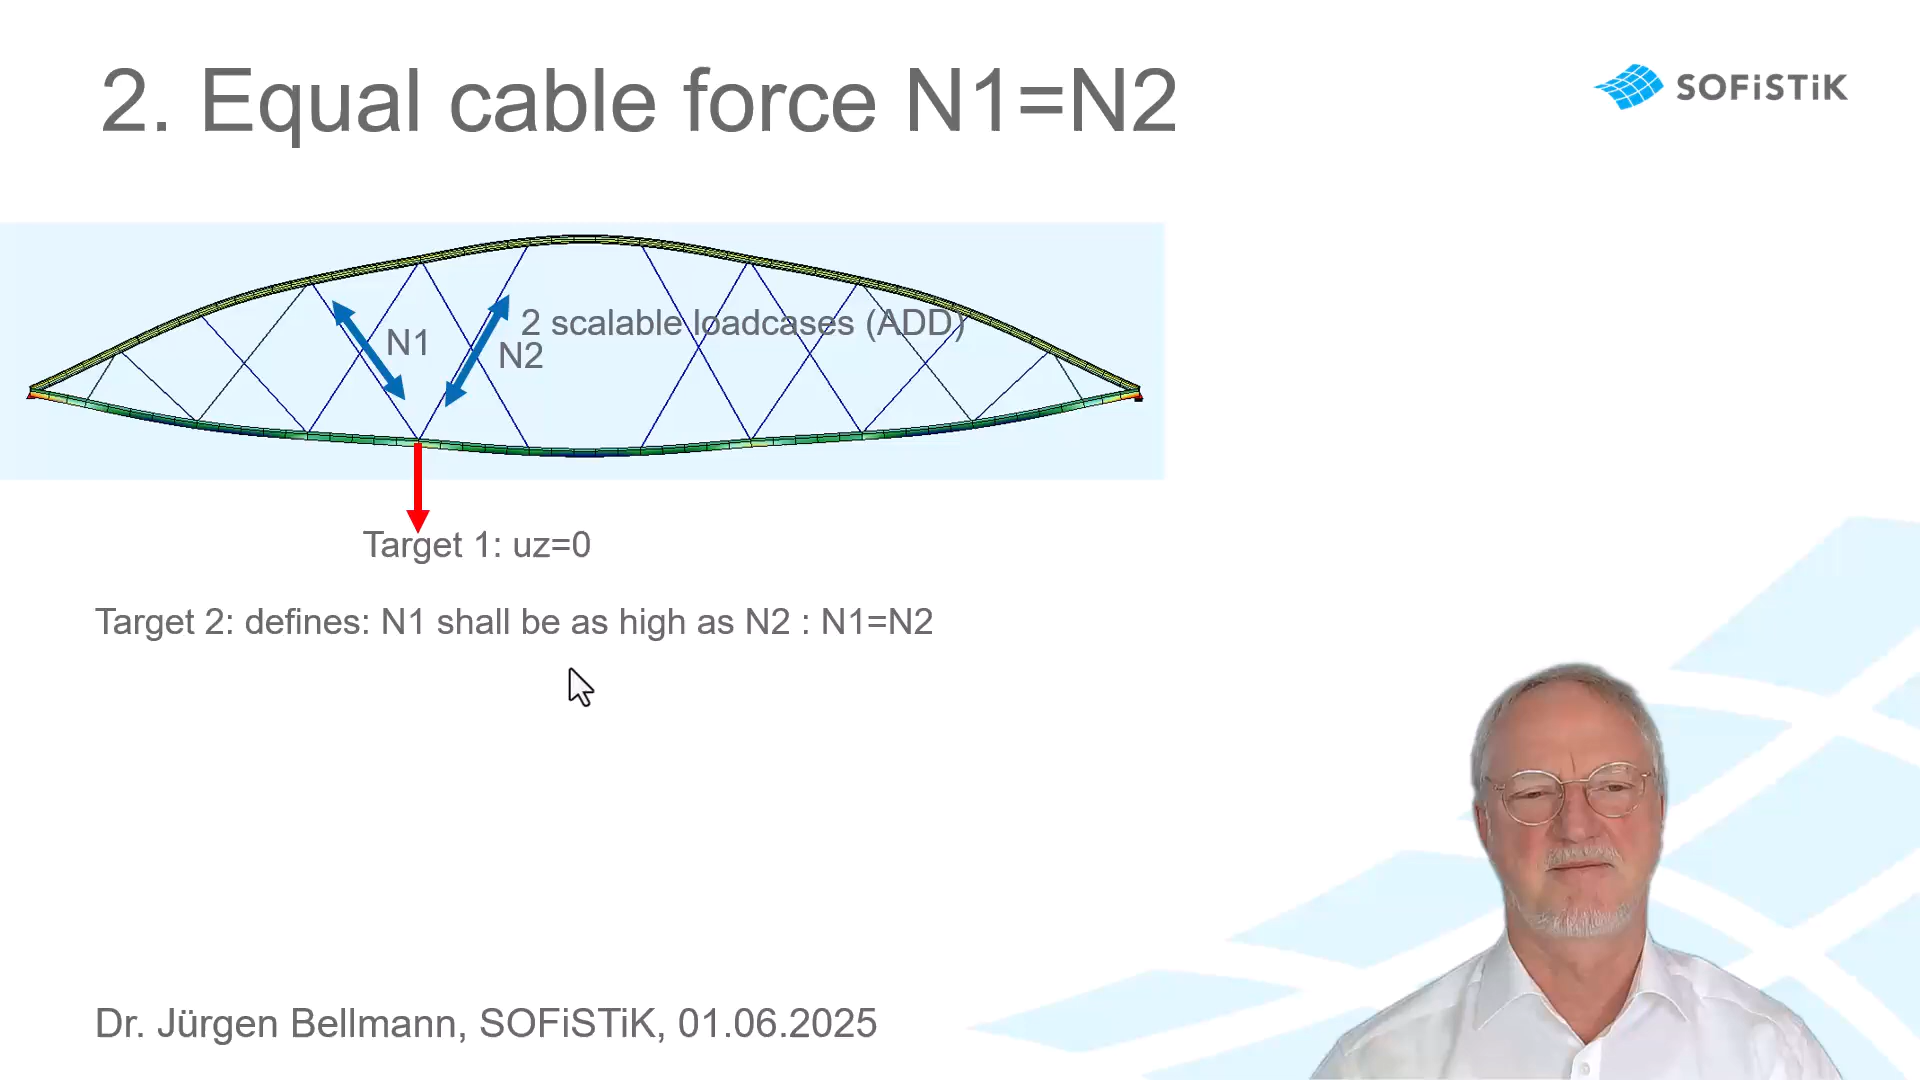 2. Equal cable force N1=N2
SOFiSTiK
2 scalable loadcases (ADD)
N1
N2
Target 1: uz=0
Target 2: defines: N1 shall be as high as N2 : N1=N2
Dr. Jürgen Bellmann, SOFiSTiK, 01.06.2025